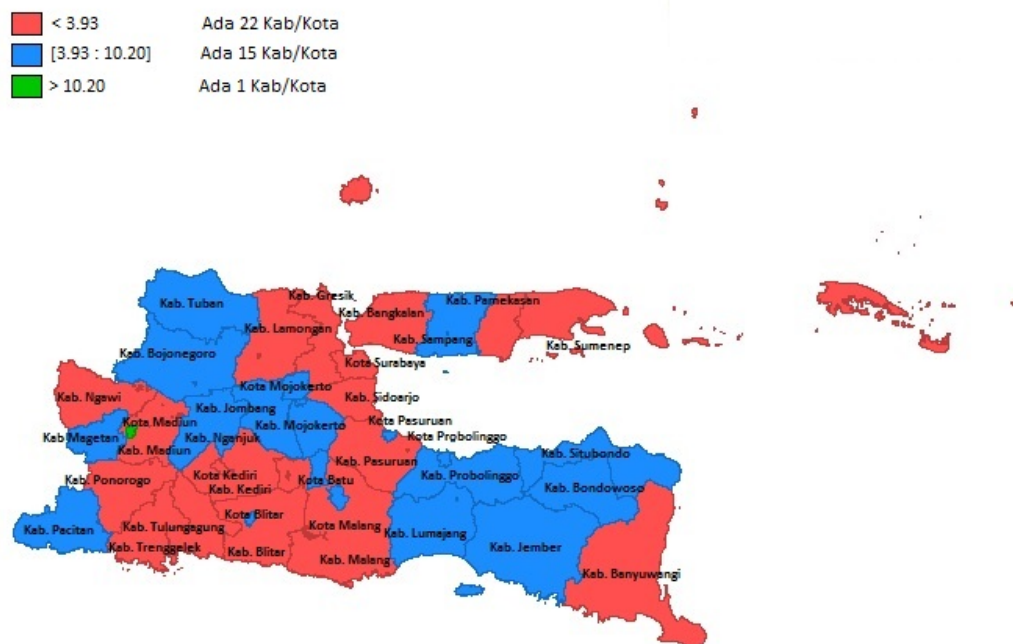 < 3.93 Ada 22 Kab/Kota
[3.93 : 10.20] Ada 15 Kab/Kota
> 10.20 Ada 1 Kab/Kota
Kab. Tuban
Kab. Gresik
Kab. Pamekasan
Kab. Bangkalan
Kab. Lamongan
Kab. Sampang
Kab. Sumenep
Kab. Bojonegoro
Kota Surabaya
Kota Mojokerto
Kab. Ngawi
Kab. Sidoarjo
Kab. Jombang
Kota Madiun
Kab. Mojokerto
Kota Pasuruan
Kab Magetan
Kab. Nganjuk
Kota Probolinggo
Kab. Madiun
Kab. Situbondo
Kab. Pasuruan
Kab. Ponorogo
Kota Kediri
Kota Batu
Kab. Probolinggo
Kab. Kediri
Kab. Bondowoso
Kota Blitar
Kab. Pacitan
Kab. Tulungagung
Kota Malang
Kab. Lumajang
Kab. Trenggelek
Kab. Blitar
Kab. Jember
Kab. Malang
Kab. Banyuwangi